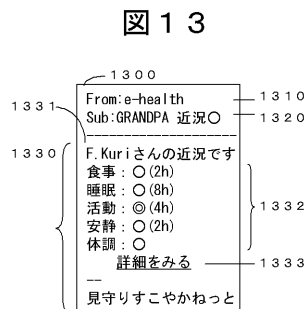 図13
1300
From:e-health
1310
Sub:GRANDPA 近況〇
1320
1331
1330
F.Kuriさんの近況です
食事：〇(2h)
睡眠：〇(8h)
活動：◎(4h)
1332
安静：〇(2h)
体調：〇
詳細をみる
1333
--
見守りすこやかねっと